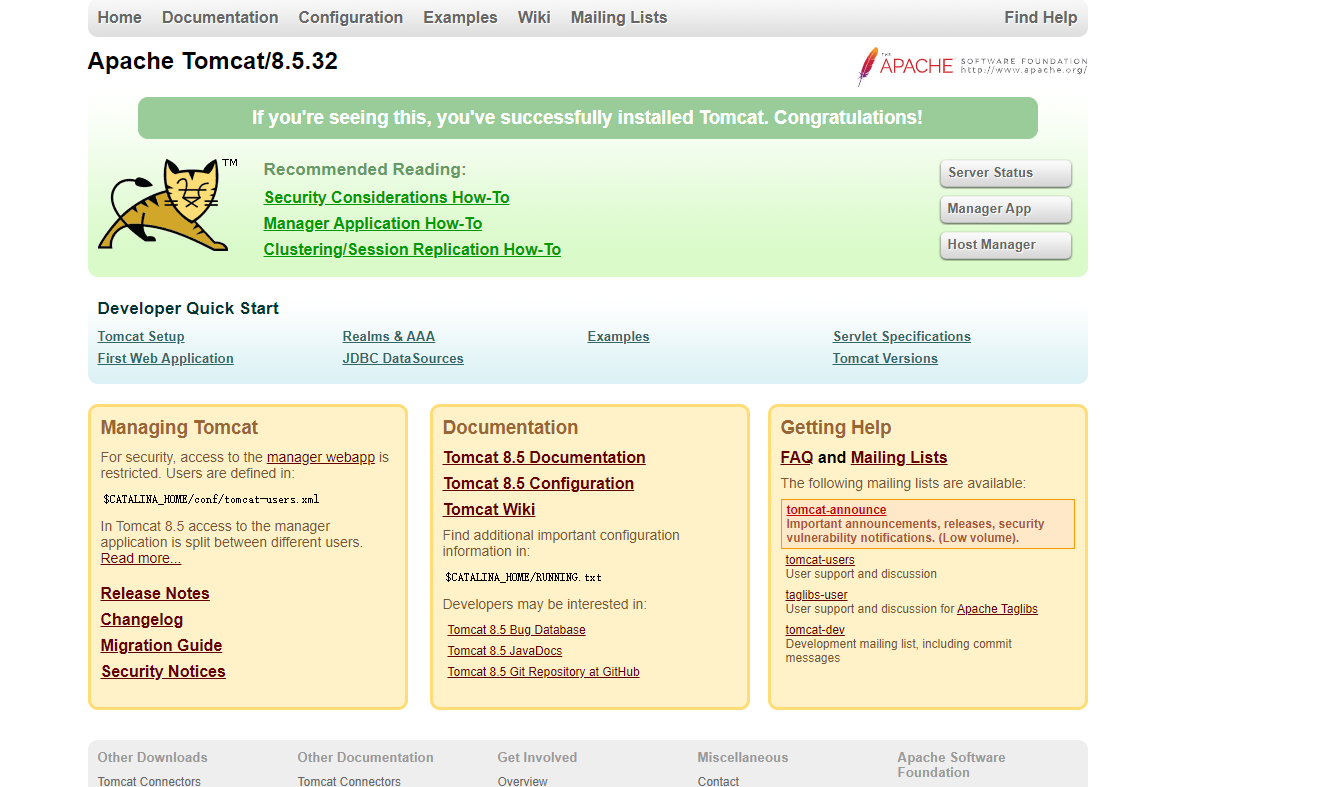 Home Documentation Configuration Examples Wiki Mailing Lists Find Help
Apache Tomcat/8.5.32
THE APACHE SOFTWARE FOUNDATION
http://www.apache.org/
If you're seeing this, you've successfully installed Tomcat. Congratulations!
TM
Recommended Reading:
Security Considerations How-To
Manager Application How-To
Clustering/Session Replication How-To
Server Status
Manager App
Host Manager
Developer Quick Start
Tomcat Setup
First Web Application
Realms & AAA
JDBC DataSources
Examples
Servlet Specifications
Tomcat Versions
Managing Tomcat
For security, access to the manager webapp is
restricted. Users are defined in:
$CATALINA_HOME/conf/tomcat-users.xml
In Tomcat 8.5 access to the manager
application is split between different users.
Read more...
Release Notes
Changelog
Migration Guide
Security Notices
Documentation
Tomcat 8.5 Documentation
Tomcat 8.5 Configuration
Tomcat Wiki
Find additional important configuration
information in:
$CATALINA_HOME/RUNNING.txt
Developers may be interested in:
Tomcat 8.5 Bug Database
Tomcat 8.5 JavaDocs
Tomcat 8.5 Git Repository at GitHub
Getting Help
FAQ and Mailing Lists
The following mailing lists are available:
tomcat-announce
Important announcements, releases, security
vulnerability notifications. (Low volume).
tomcat-users
User support and discussion
taglibs-user
User support and discussion for Apache Taglibs
tomcat-dev
Development mailing list, including commit
messages
Other Downloads
Tomcat Connectors
Other Documentation
Tomcat Connectors
Get Involved
Overview
Miscellaneous
Contact
Apache Software
Foundation